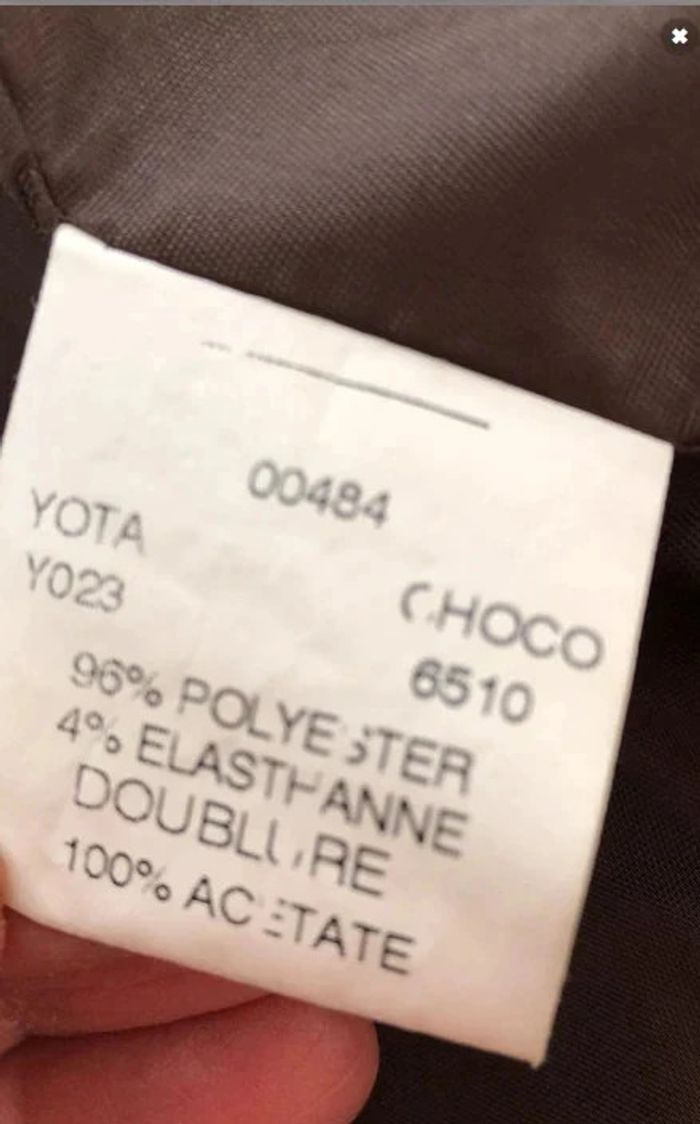 00484
YOTA
Y023
CHOCO
6510
96% POLYESTER
4% ELASTHANNE
DOUBLURE
100% ACETATE